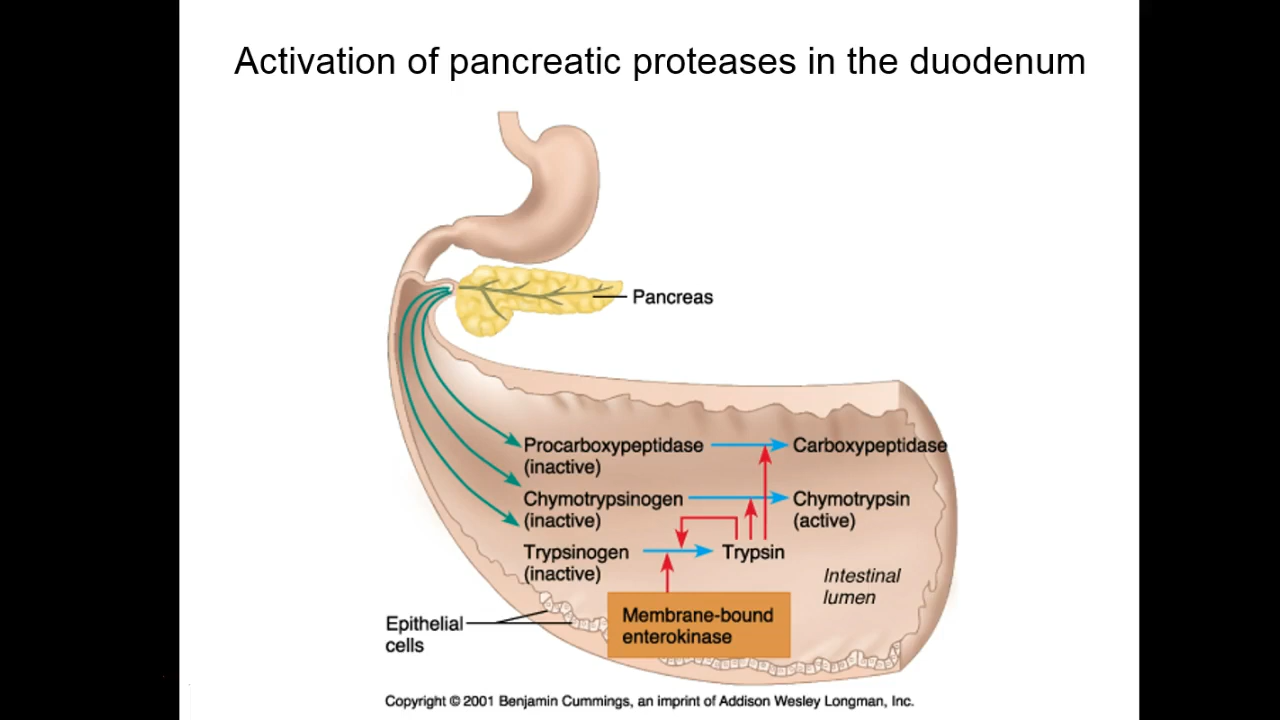 Activation of pancreatic proteases in the duodenum
Pancreas
Procarboxypeptidase
(inactive)
Carboxypeptidase
Chymotrypsinogen
(inactive)
Chymotrypsin
(active)
Trypsinogen
(inactive)
Trypsin
Intestinal
lumen
Membrane-bound
enterokinase
Epithelial
cells
Copyright © 2001 Benjamin Cummings, an imprint of Addison Wesley Longman, Inc.